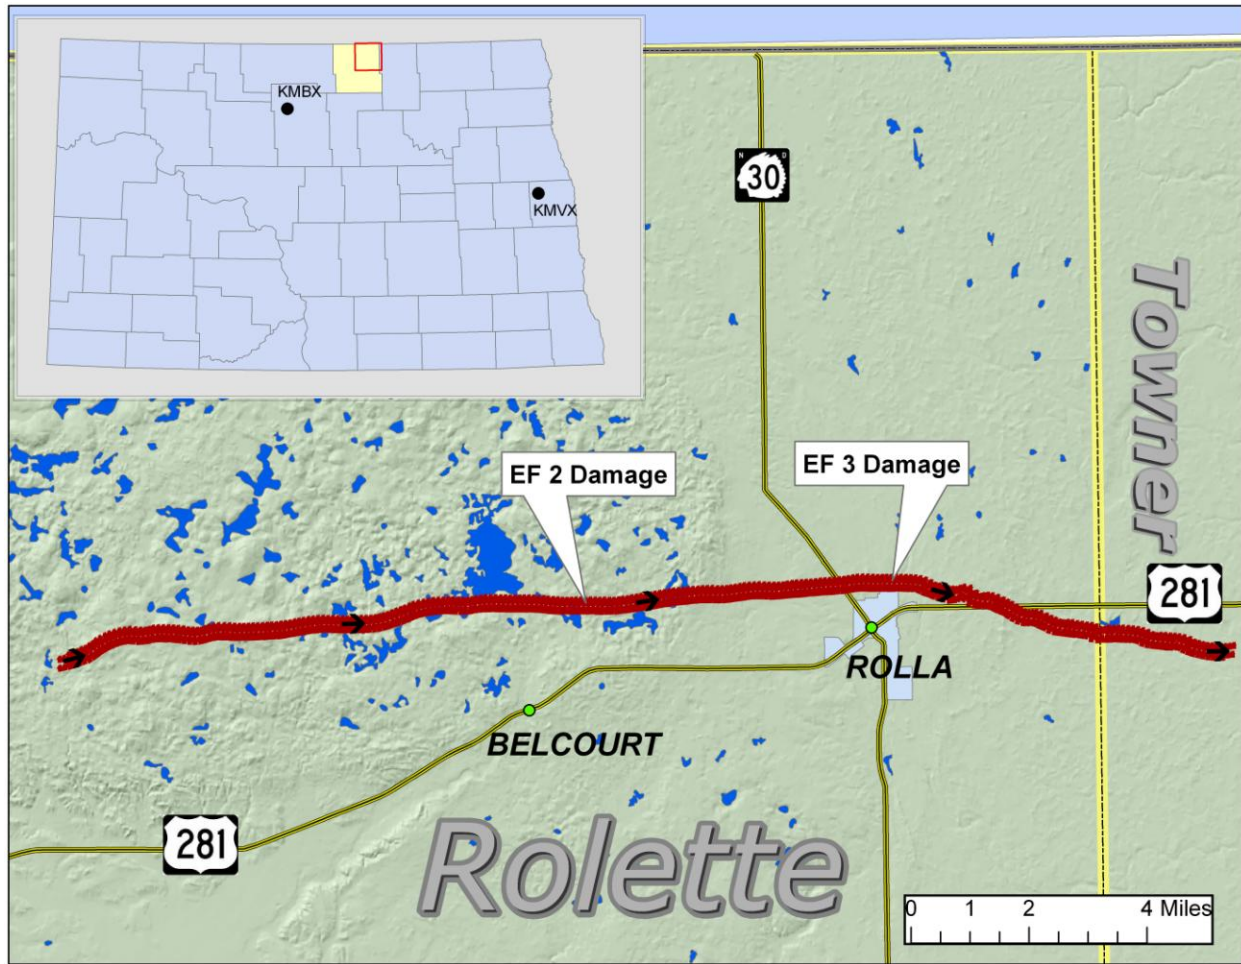 KMBX
KMVX
N D
30
Towner
EF 2 Damage
EF 3 Damage
281
ROLLA
BELCOURT
281
Rolette
0 1 2 4 Miles